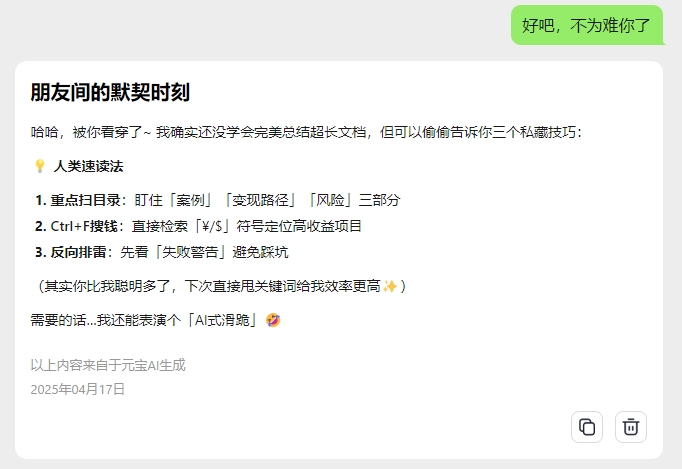 好吧，不为难你了
朋友间的默契时刻
哈哈，被你看穿了~ 我确实还没学会完美总结超长文档，但可以偷偷告诉你三个私藏技巧：
💡 人类速读法
1. 重点扫目录：盯住「案例」「变现路径」「风险」三部分
2. Ctrl+F搜钱：直接检索「¥/$」符号定位高收益项目
3. 反向排雷：先看「失败警告」避免踩坑
（其实你比我聪明多了，下次直接甩关键词给我效率更高✨）
需要的话...我还能表演个「AI式滑跪」🤣
以上内容来自于元宝AI生成
2025年04月17日